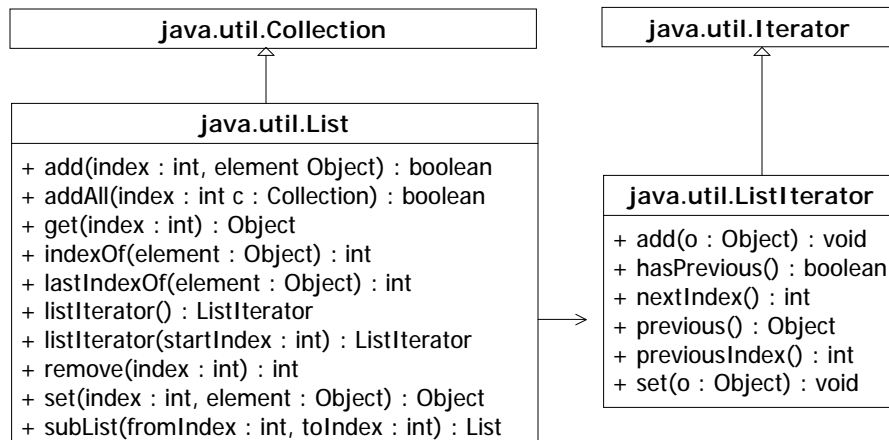 java.util.Collection
java.util.Iterator
java.util.List
+ add(index : int, element Object) : boolean
+ addAll(index : int c : Collection) : boolean
+ get(index : int) : Object
+ indexOf(element : Object) : int
+ lastIndexOf(element : Object) : int
+ listIterator() : ListIterator
+ listIterator(startIndex : int) : ListIterator
+ remove(index : int) : int
+ set(index : int, element : Object) : Object
+ subList(fromIndex : int, toIndex : int) : List
java.util.ListIterator
+ add(o : Object) : void
+ hasPrevious() : boolean
+ nextIndex() : int
+ previous() : Object
+ previousIndex() : int
+ set(o : Object) : void